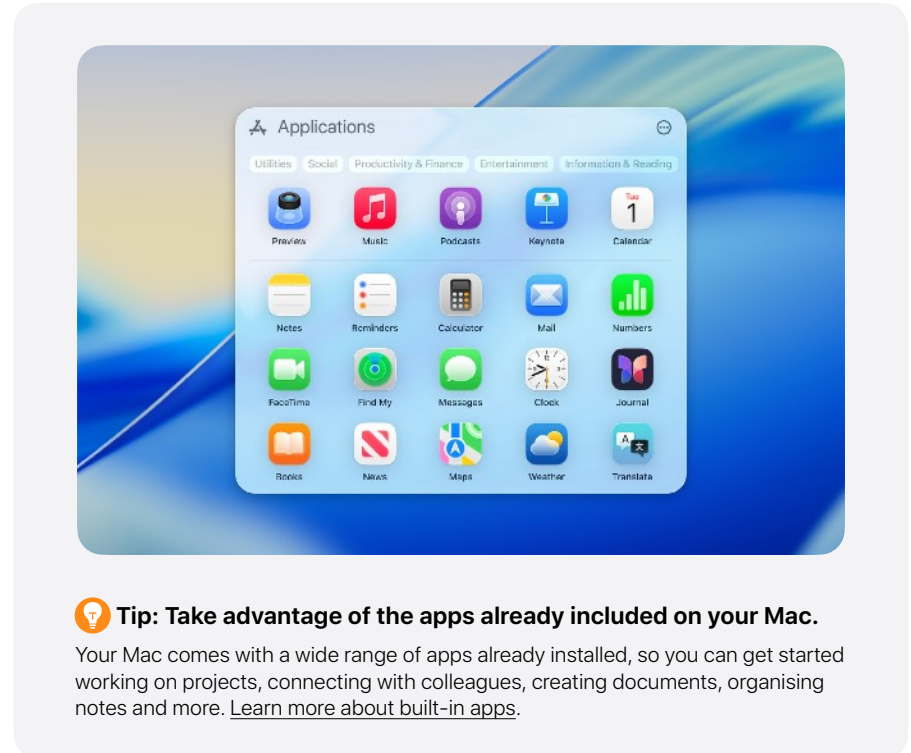 Applications
Utilities Social Productivity & Finance Entertainment Information & Reading
Tue
1
Preview Music Podcasts Keynote Calendar
Notes Reminders Calculator Mail Numbers
12
FaceTime Find My Messages Clock Journal
A 文
Books News Maps Weather Translate
Tip: Take advantage of the apps already included on your Mac.
Your Mac comes with a wide range of apps already installed, so you can get started
working on projects, connecting with colleagues, creating documents, organising
notes and more. Learn more about built-in apps.